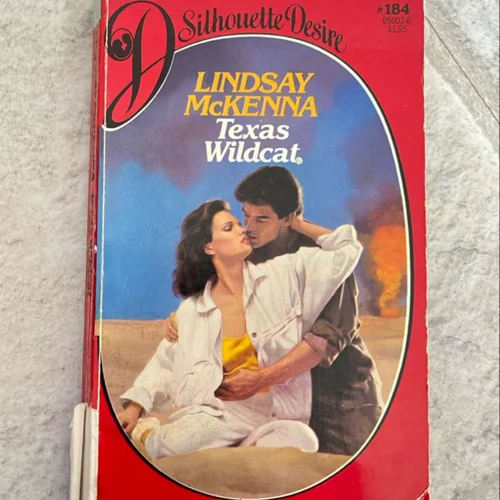 Silhouette Desire
#184
05003-8
$1.95
LINDSAY
McKENNA
Texas
Wildcat